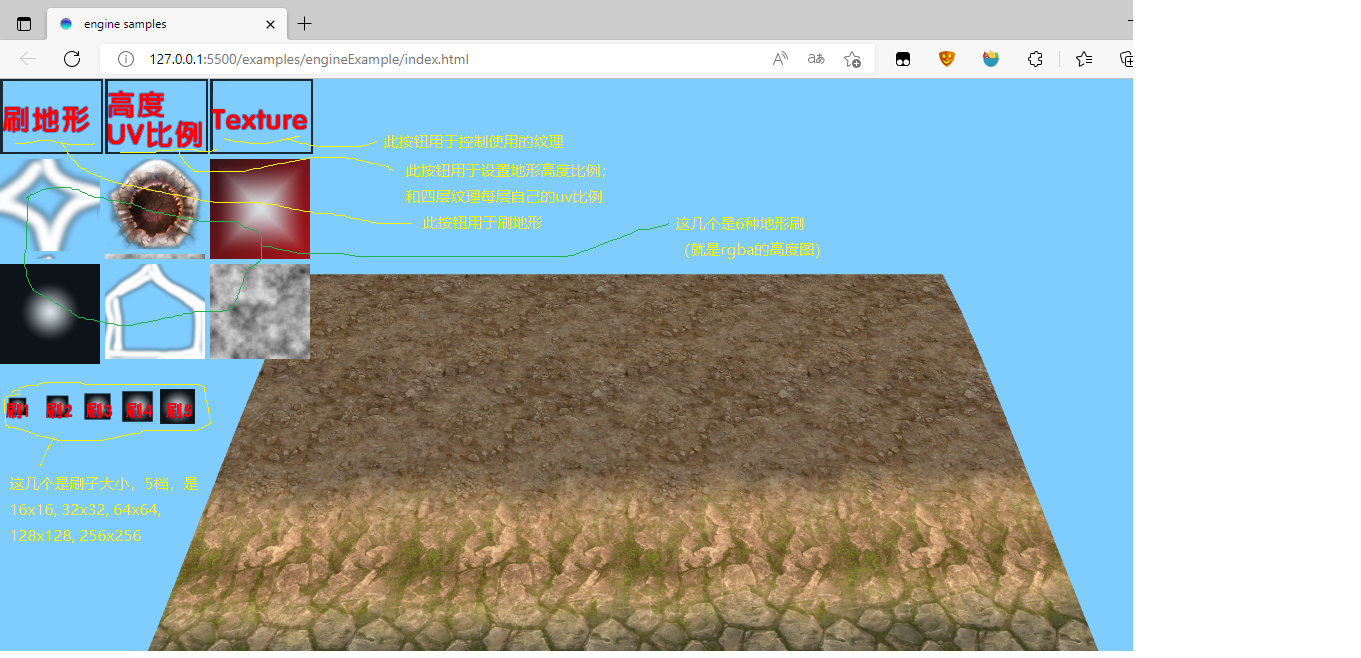 engine samples
127.0.0.1:5500/examples/engineExample/index.html
刷地形
高度
UV比例
Texture
此按钮用于控制使用的纹理
此按钮用于设置地形高度比例;
和四层纹理每层自己的uv比例
此按钮用于刷地形
这几个是6种地形刷
(就是rgba的高度图)
刷1
刷2
刷3
刷4
刷5
这几个是刷子大小，5档，是
16x16, 32x32, 64x64,
128x128, 256x256